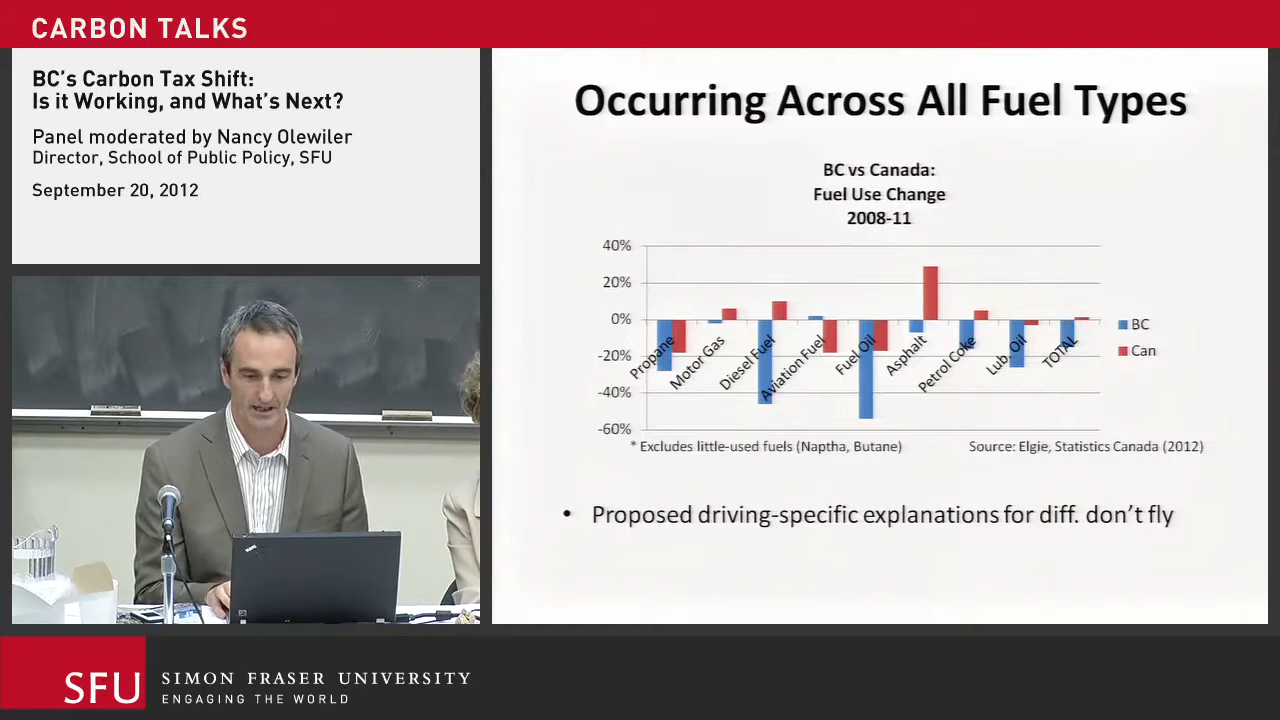 CARBON TALKS
BC's Carbon Tax Shift:
Is it Working, and What's Next?
Panel moderated by Nancy Olewiler
Director, School of Public Policy, SFU
September 20, 2012
Occurring Across All Fuel Types
BC vs Canada:
Fuel Use Change
2008-11
40%
20%
0%
-20%
-40%
-60%
Propane
Motor Gas
Diesel Fuel
Aviation Fuel
Fuel Oil
Asphalt
Petrol Coke
Lub. Oil
TOTAL
BC
Can
* Excludes little-used fuels (Naptha, Butane)
Source: Elgie, Statistics Canada (2012)
• Proposed driving-specific explanations for diff. don't fly
SFU
SIMON FRASER UNIVERSITY
ENGAGING THE WORLD